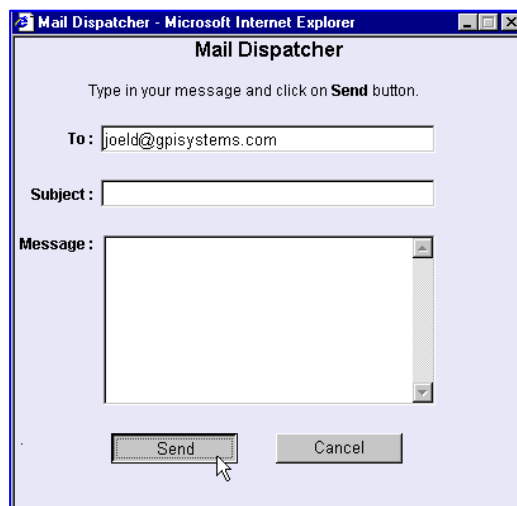 Mail Dispatcher - Microsoft Internet Explorer
Mail Dispatcher
Type in your message and click on Send button.
To : joeld@gpisystems.com
Subject :
Message :
Send Cancel